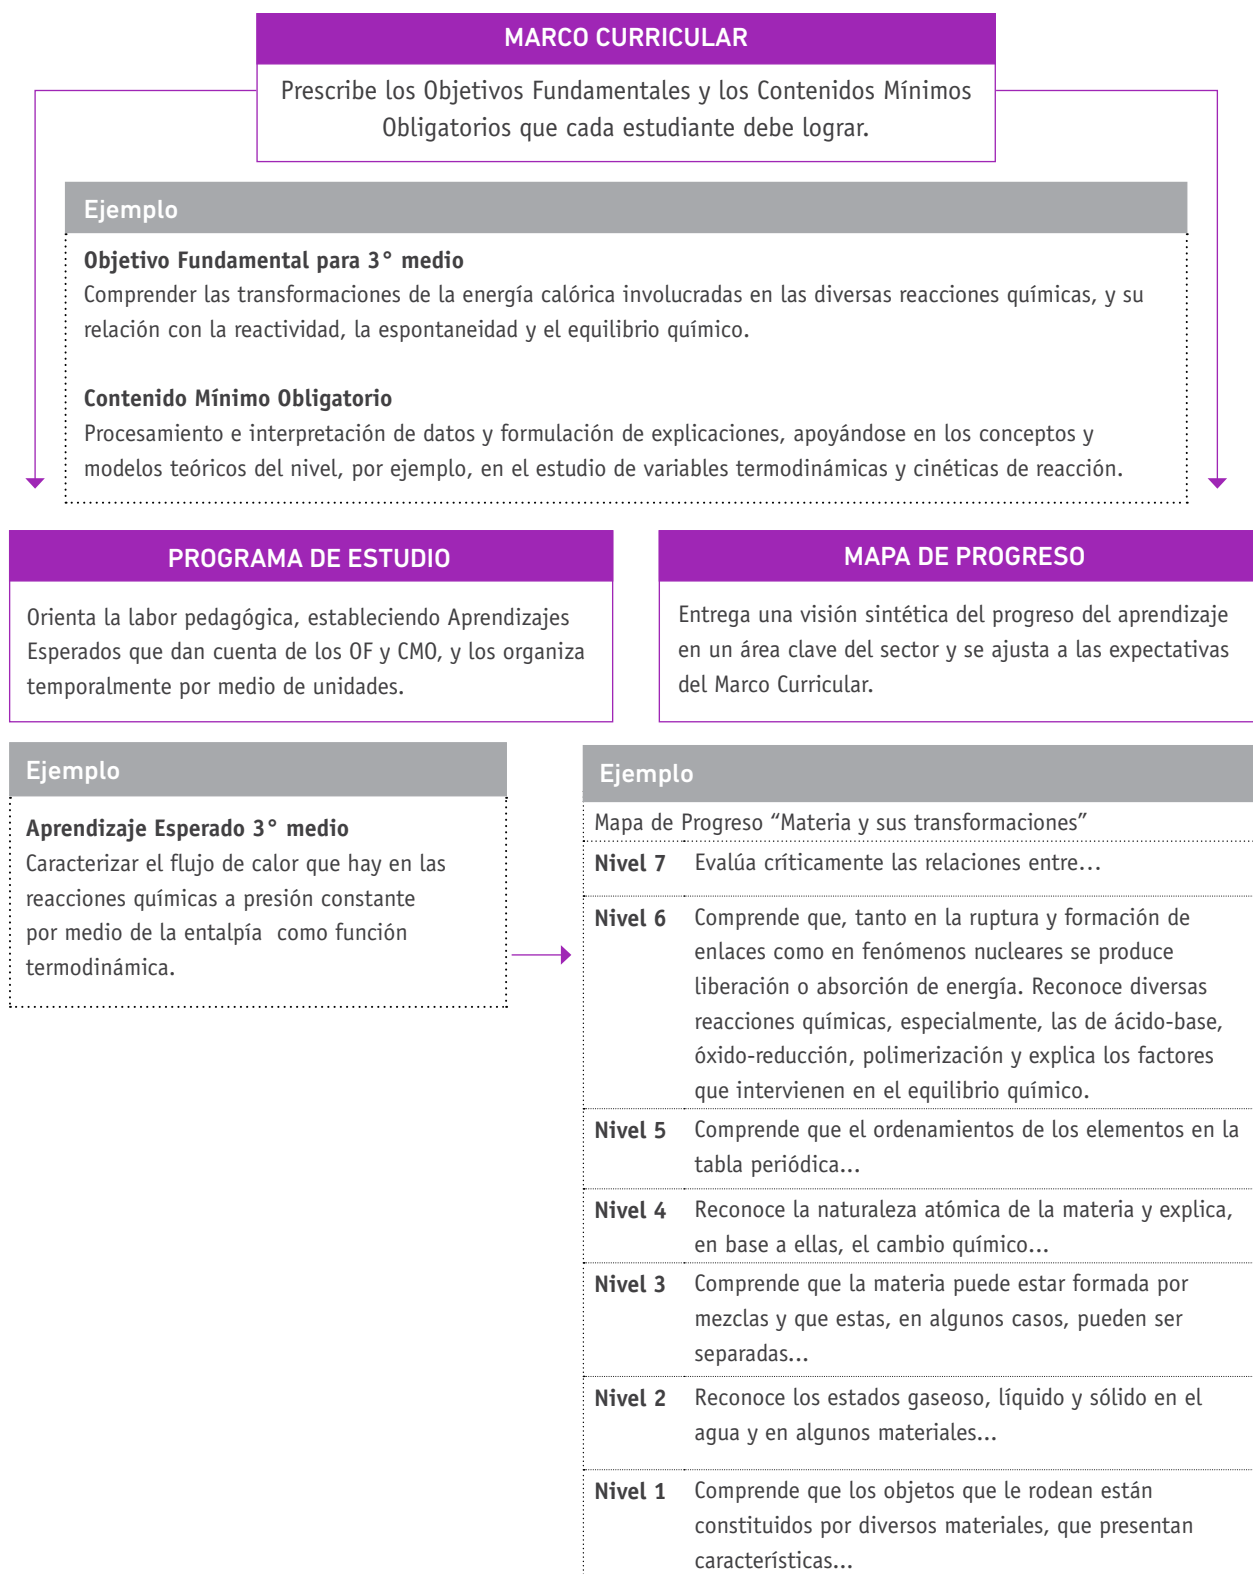 MARCO CURRICULAR
Prescribe los Objetivos Fundamentales y los Contenidos Mínimos
Obligatorios que cada estudiante debe lograr.
Ejemplo
Objetivo Fundamental para 3° medio
Comprender las transformaciones de la energía calórica involucradas en las diversas reacciones químicas, y su
relación con la reactividad, la espontaneidad y el equilibrio químico.
Contenido Mínimo Obligatorio
Procesamiento e interpretación de datos y formulación de explicaciones, apoyándose en los conceptos y
modelos teóricos del nivel, por ejemplo, en el estudio de variables termodinámicas y cinéticas de reacción.
PROGRAMA DE ESTUDIO
Orienta la labor pedagógica, estableciendo Aprendizajes
Esperados que dan cuenta de los OF y CMO, y los organiza
temporalmente por medio de unidades.
MAPA DE PROGRESO
Entrega una visión sintética del progreso del aprendizaje
en un área clave del sector y se ajusta a las expectativas
del Marco Curricular.
Ejemplo
Aprendizaje Esperado 3° medio
Caracterizar el flujo de calor que hay en las
reacciones químicas a presión constante
por medio de la entalpía como función
termodinámica.
Ejemplo
Mapa de Progreso “Materia y sus transformaciones”
Nivel 7 Evalúa críticamente las relaciones entre…
Nivel 6 Comprende que, tanto en la ruptura y formación de
enlaces como en fenómenos nucleares se produce
liberación o absorción de energía. Reconoce diversas
reacciones químicas, especialmente, las de ácido-base,
óxido-reducción, polimerización y explica los factores
que intervienen en el equilibrio químico.
Nivel 5 Comprende que el ordenamientos de los elementos en la
tabla periódica…
Nivel 4 Reconoce la naturaleza atómica de la materia y explica,
en base a ellas, el cambio químico…
Nivel 3 Comprende que la materia puede estar formada por
mezclas y que estas, en algunos casos, pueden ser
separadas…
Nivel 2 Reconoce los estados gaseoso, líquido y sólido en el
agua y en algunos materiales…
Nivel 1 Comprende que los objetos que le rodean están
constituidos por diversos materiales, que presentan
características…